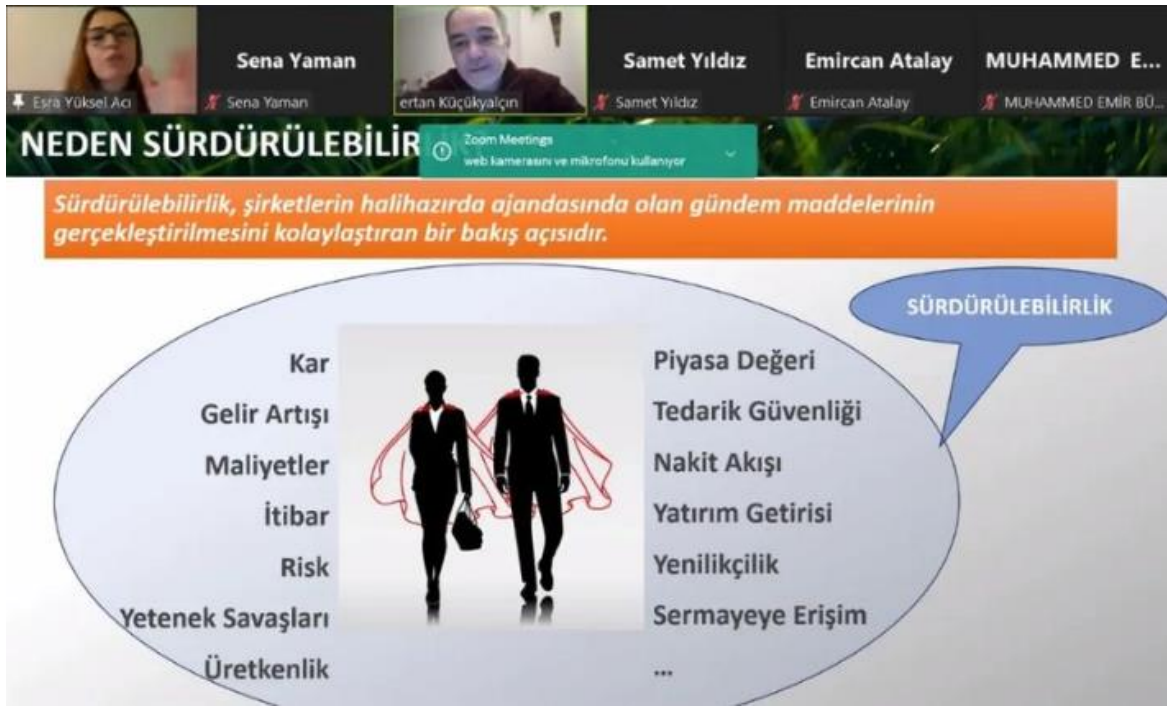 Sena Yaman
Samet Yıldız
Emircan Atalay
MUHAMMED E...
Esra Yüksel Acı
Sena Yaman
ertan Küçükyalçın
Samet Yıldız
Emircan Atalay
MUHAMMED EMİR BÜ...
NEDEN SÜRDÜRÜLEBİLİR
Zoom Meetings
web kamerasını ve mikrofonu kullanıyor
Sürdürülebilirlik, şirketlerin halihazırda ajandasında olan gündem maddelerinin
gerçekleştirilmesini kolaylaştıran bir bakış açısıdır.
SÜRDÜRÜLEBİLİRLİK
Kar
Gelir Artışı
Maliyetler
İtibar
Risk
Yetenek Savaşları
Üretkenlik
Piyasa Değeri
Tedarik Güvenliği
Nakit Akışı
Yatırım Getirisi
Yenilikçilik
Sermayeye Erişim
...